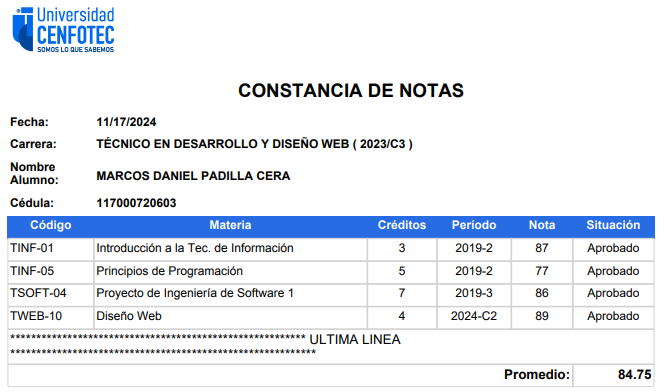 Universidad
CENFOTEC
SOMOS LO QUE SABEMOS
CONSTANCIA DE NOTAS
Fecha: 11/17/2024
Carrera: TÉCNICO EN DESARROLLO Y DISEÑO WEB ( 2023/C3 )
Nombre
Alumno: MARCOS DANIEL PADILLA CERA
Cédula: 117000720603
Código Materia Créditos Período Nota Situación
TINF-01 Introducción a la Tec. de Información 3 2019-2 87 Aprobado
TINF-05 Principios de Programación 5 2019-2 77 Aprobado
TSOFT-04 Proyecto de Ingeniería de Software 1 7 2019-3 86 Aprobado
TWEB-10 Diseño Web 4 2024-C2 89 Aprobado
********************************************************* ULTIMA LINEA
***********************************************************
Promedio: 84.75